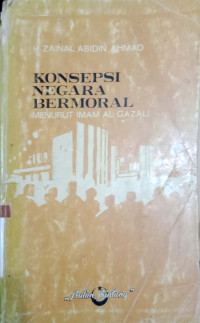 H. ZAINAL ABIDIN AHMAD
KONSEPSI
NEGARA
BERMORAL
(MENURUT IMAM AL GAZALI)
„Bulan Bintang”